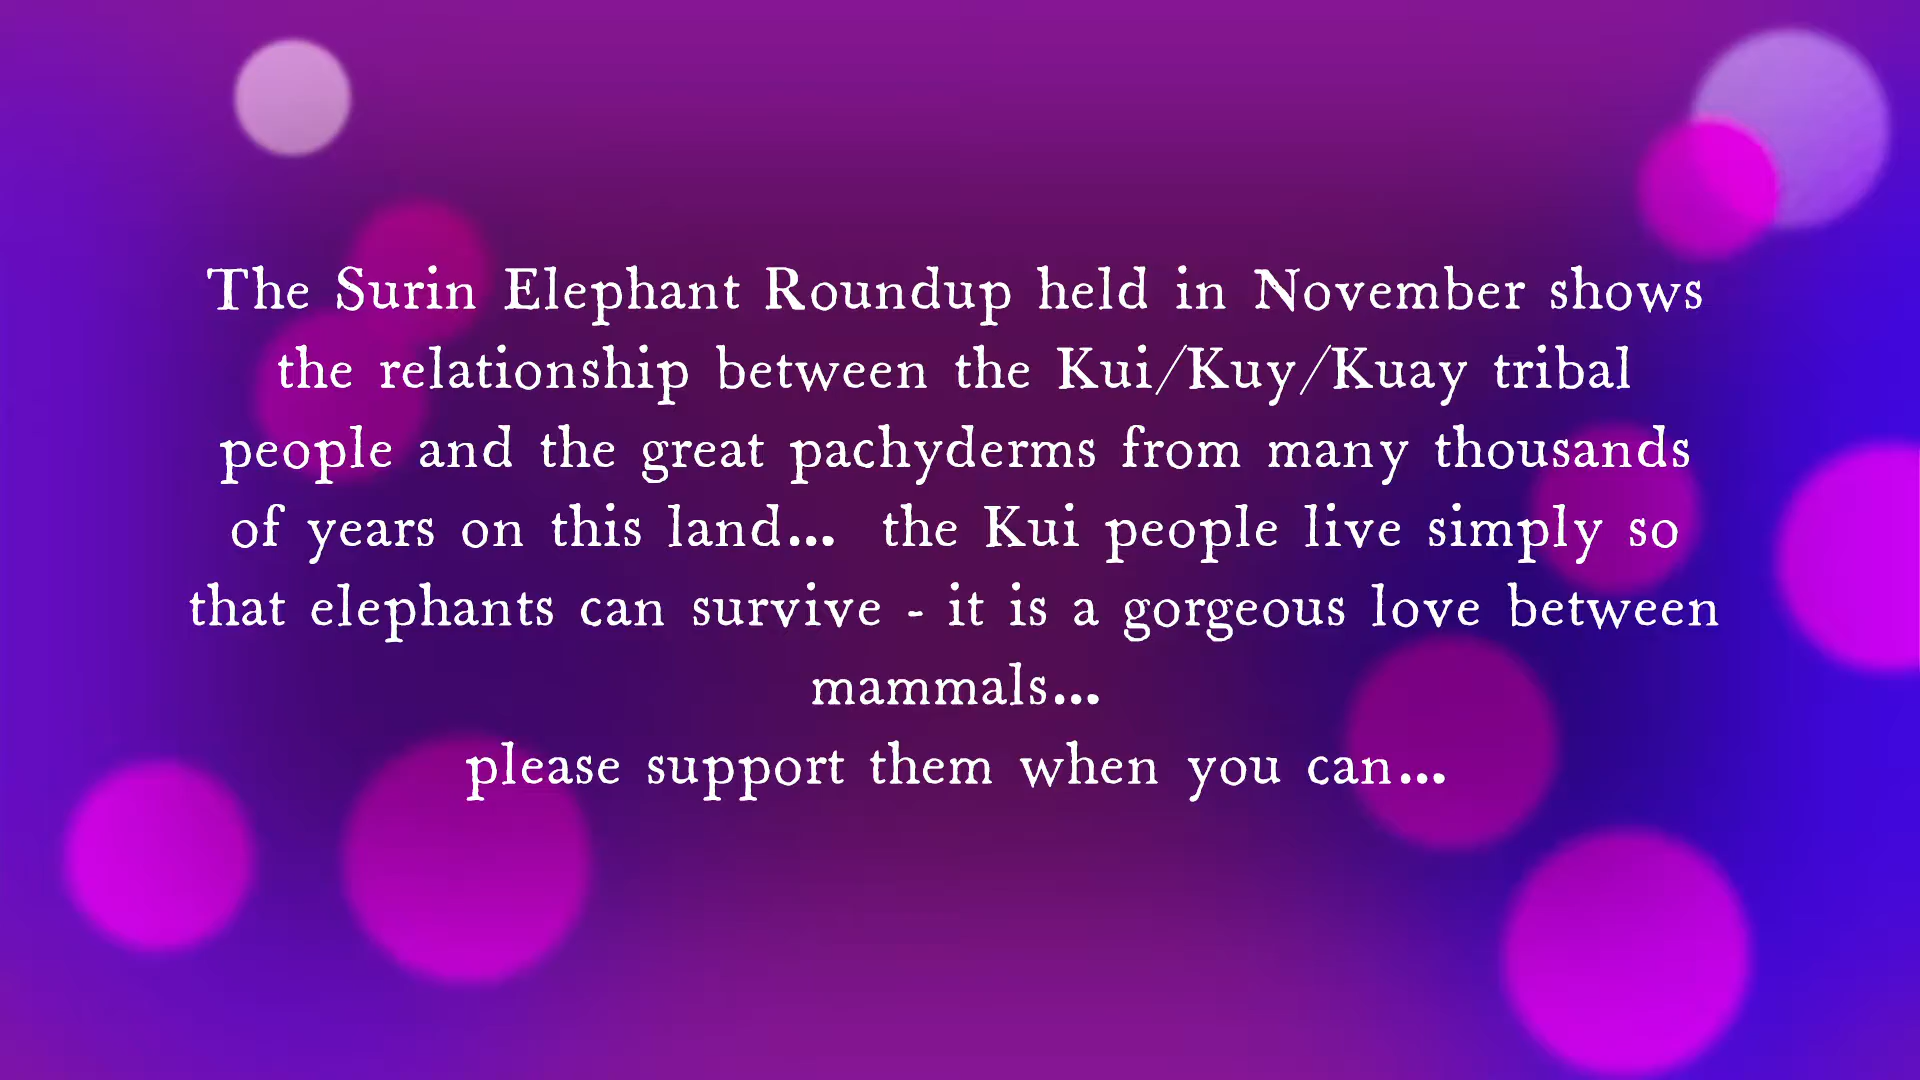 The Surin Elephant Roundup held in November shows
the relationship between the Kui/Kuy/Kuay tribal
people and the great pachyderms from many thousands
of years on this land...  the Kui people live simply so
that elephants can survive - it is a gorgeous love between
mammals...
please support them when you can...